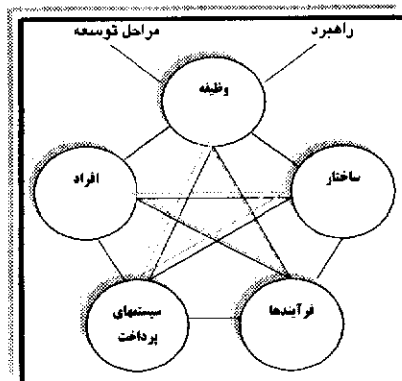 راهبرد
مراحل توسعه
وظیفه
ساختار
افراد
فرآیندها
سیستمهای
پرداخت